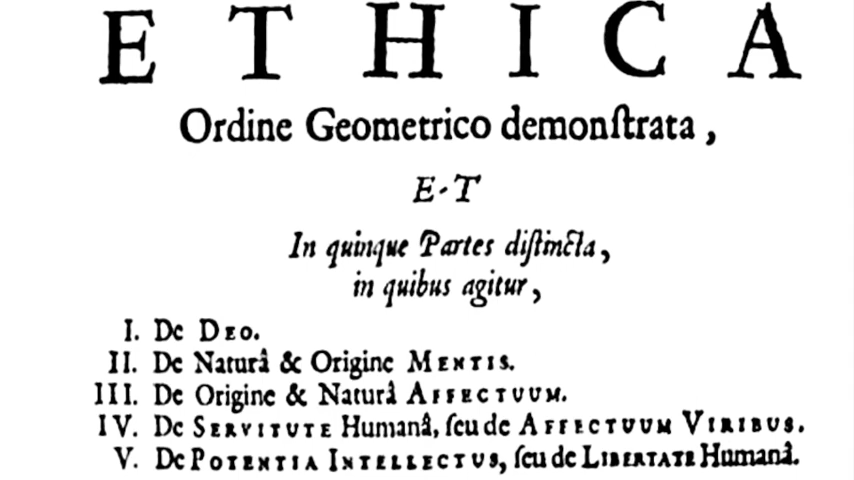 ETHICA
Ordine Geometrico demonſtrata,
ET
In quinque Partes diſtincta,
in quibus agitur,
I. De DEO.
II. De Naturâ & Origine MENTIS.
III. De Origine & Naturâ AFFECTUUM.
IV. De SERVITUTE Humanâ, ſeu de AFFECTUUM VIRIBUS.
V. De POTENTIA INTELLECTUS, ſeu de LIBERTATE Humanâ.